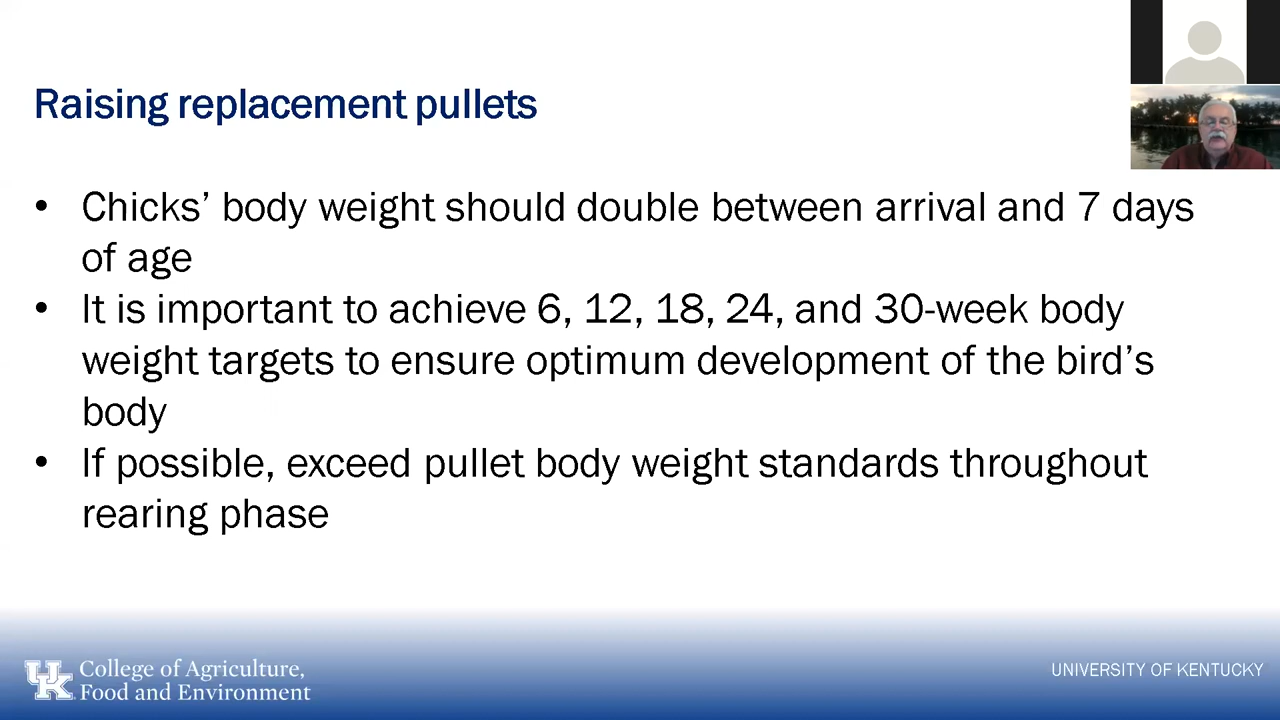 Raising replacement pullets
• Chicks’ body weight should double between arrival and 7 days
of age
• It is important to achieve 6, 12, 18, 24, and 30-week body
weight targets to ensure optimum development of the bird’s
body
• If possible, exceed pullet body weight standards throughout
rearing phase
UK College of Agriculture,
Food and Environment
UNIVERSITY OF KENTUCKY